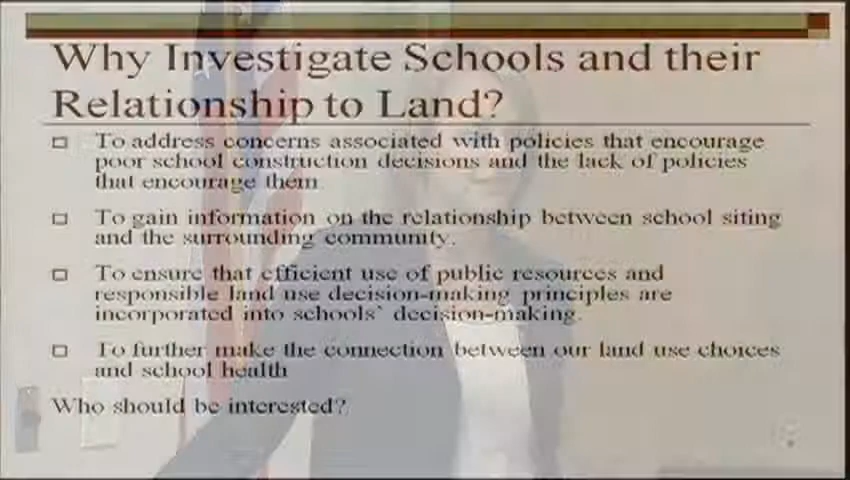 Why Investigate Schools and their
Relationship to Land?
To address concerns associated with policies that encourage
poor school construction decisions and the lack of policies
that encourage them
To gain information on the relationship between school siting
and the surrounding community.
To ensure that efficient use of public resources and
responsible land use decision-making principles are
incorporated into schools' decision-making.
To further make the connection between our land use choices
and school health
Who should be interested?